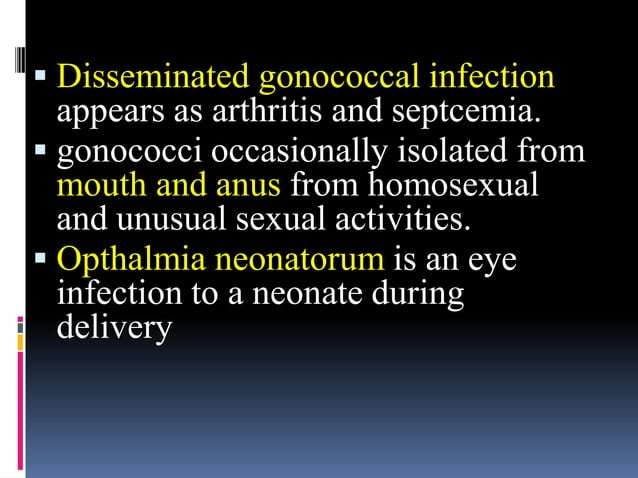 Disseminated gonococcal infection
appears as arthritis and septcemia.
gonococci occasionally isolated from
mouth and anus from homosexual
and unusual sexual activities.
Opthalmia neonatorum is an eye
infection to a neonate during
delivery